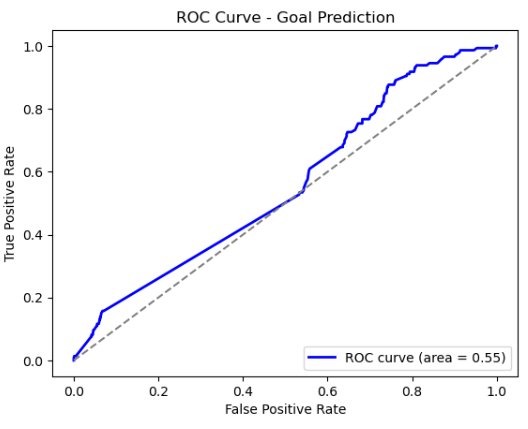 ROC Curve - Goal Prediction
1.0
0.8
0.6
0.4
0.2
0.0
True Positive Rate
ROC curve (area = 0.55)
0.0 0.2 0.4 0.6 0.8 1.0
False Positive Rate